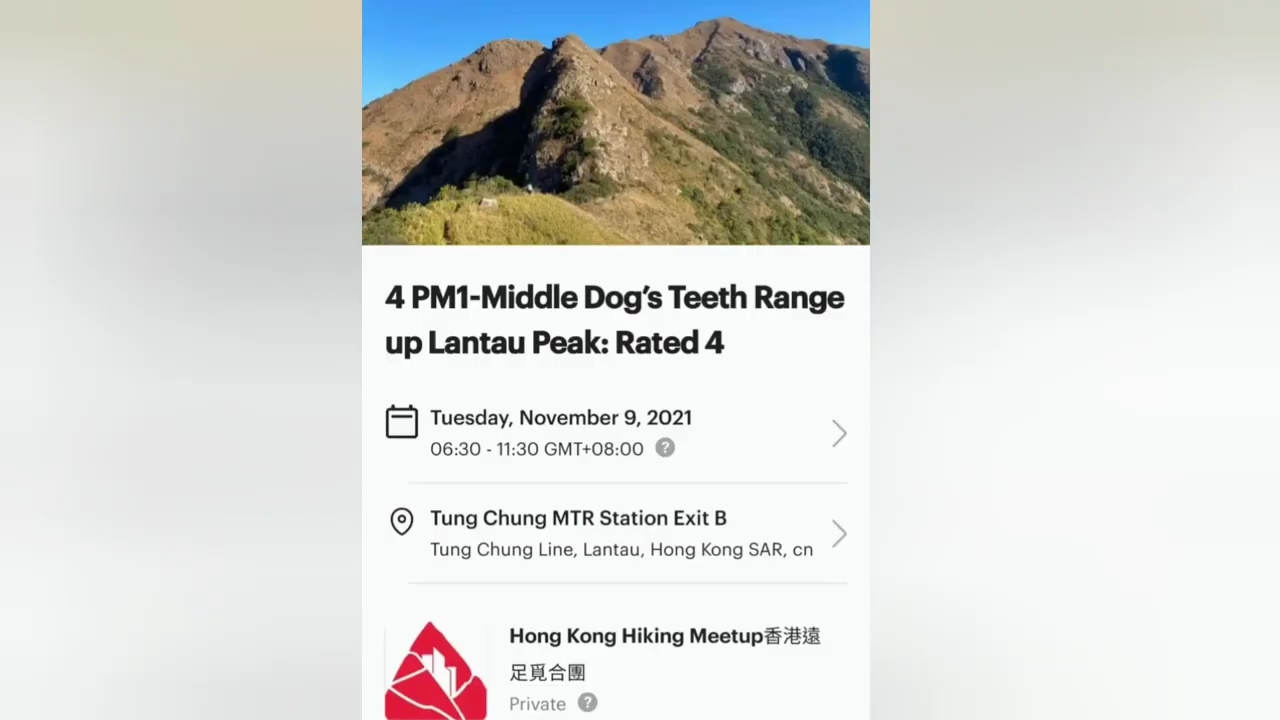 4 PM1-Middle Dog's Teeth Range
up Lantau Peak: Rated 4
Tuesday, November 9, 2021
06:30 - 11:30 GMT+08:00 ?
Tung Chung MTR Station Exit B
Tung Chung Line, Lantau, Hong Kong SAR, cn
Hong Kong Hiking Meetup香港遠
足覓合團
Private ?